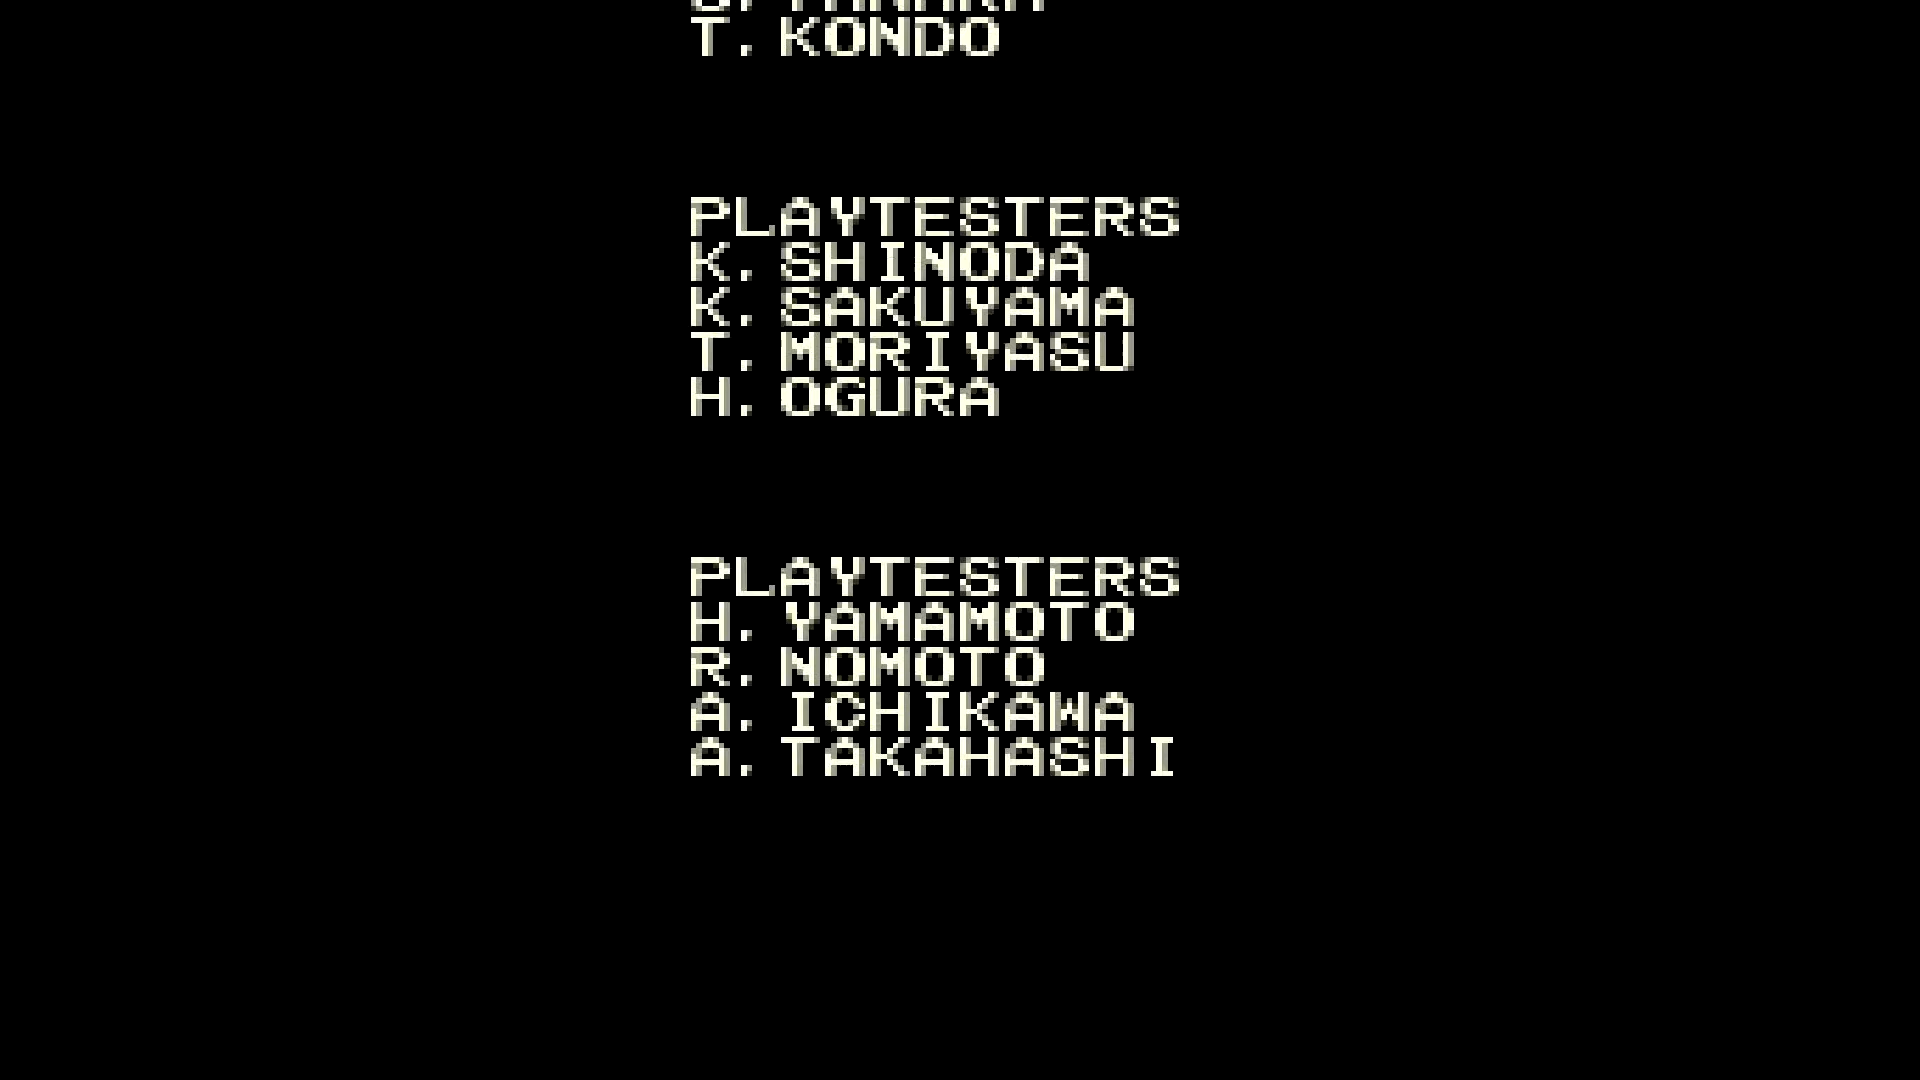 T. KONDO
PLAYTESTERS
K. SHINODA
K. SAKUYAMA
T. MORIYASU
H. OGURA
PLAYTESTERS
H. YAMAMOTO
R. NOMOTO
A. ICHIKAWA
A. TAKAHASHI